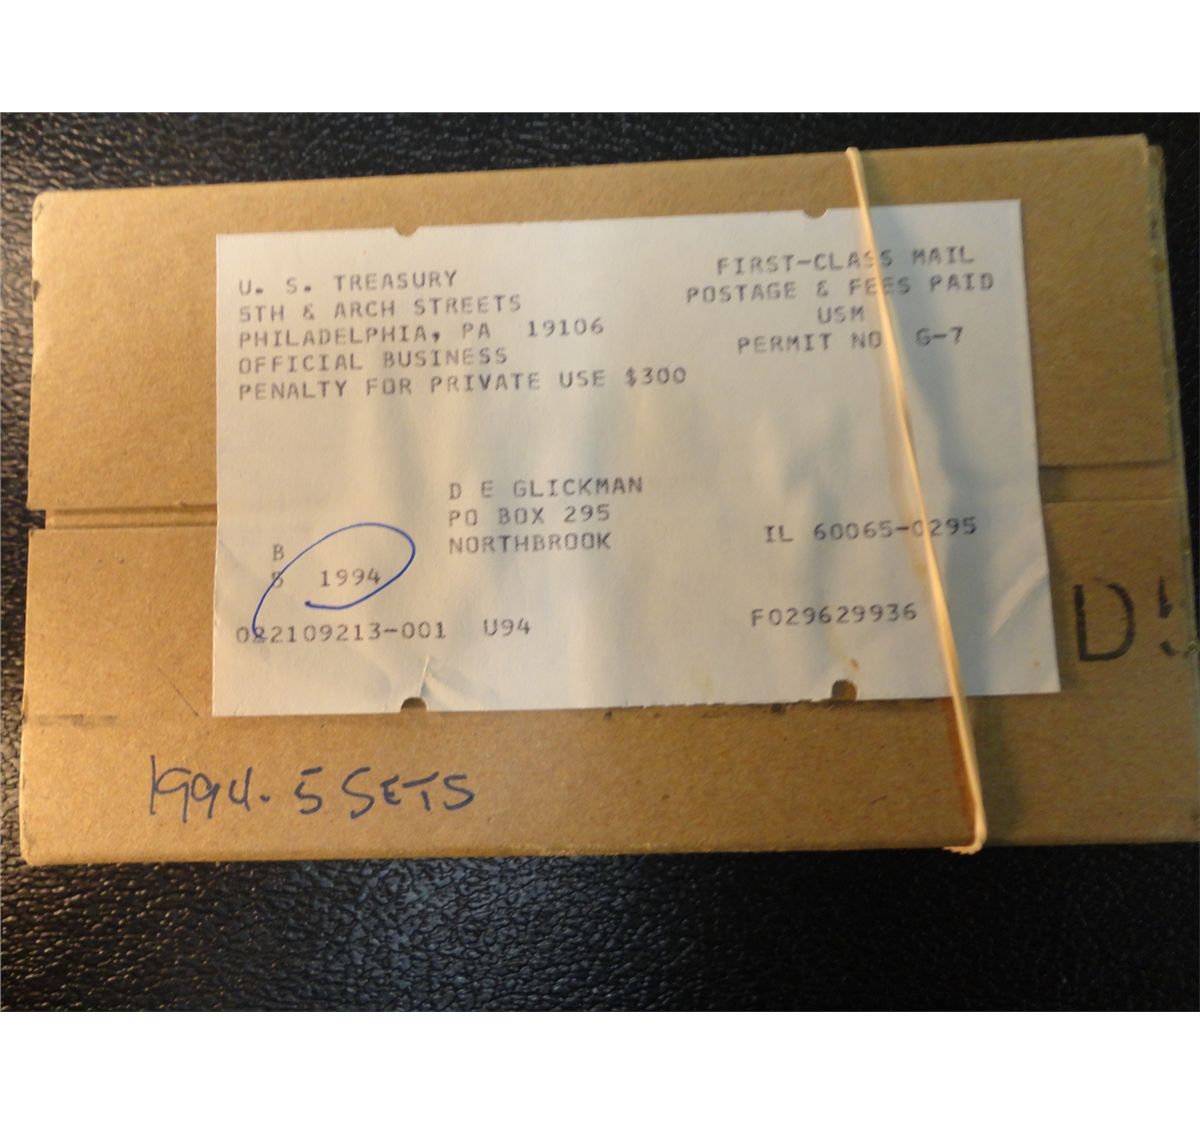 U. S. TREASURY
5TH & ARCH STREETS
PHILADELPHIA, PA 19106
OFFICIAL BUSINESS
PENALTY FOR PRIVATE USE $300
FIRST-CLASS MAIL
POSTAGE & FEES PAID
USM
PERMIT NO G-7
D E GLICKMAN
PO BOX 295
NORTHBROOK IL 60065-0295
B
S 1994
022109213-001 U94 F029629936
1994. 5 SETS